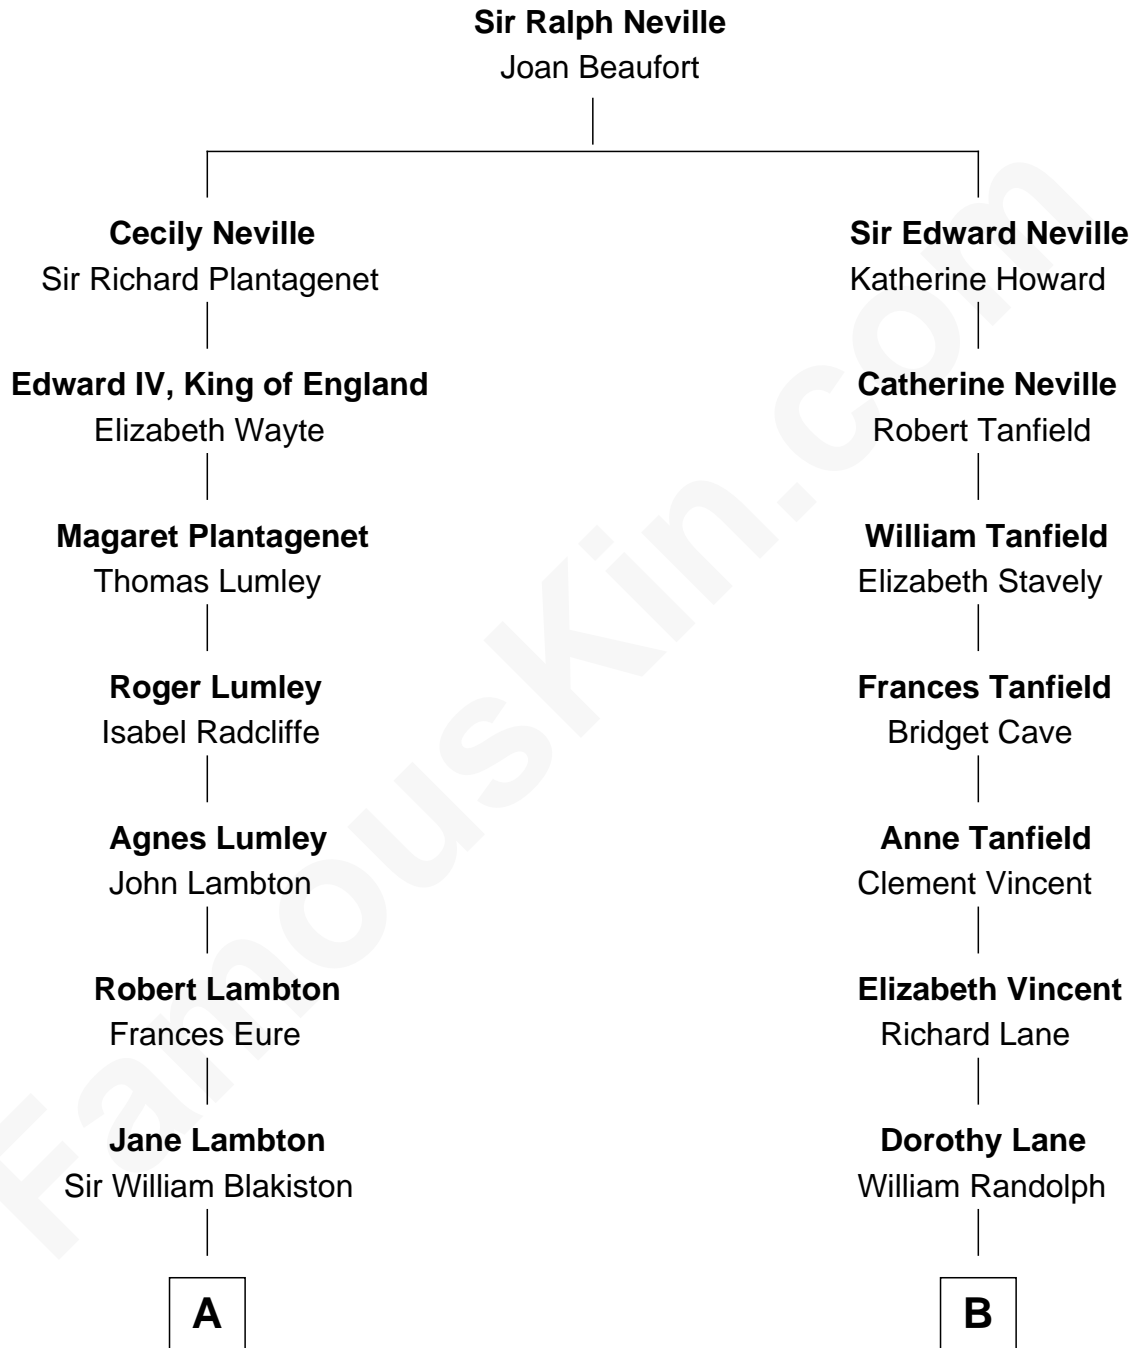 Sir Ralph Neville
Joan Beaufort
Cecily Neville
Sir Richard Plantagenet
Sir Edward Neville
Katherine Howard
Edward IV, King of England
Elizabeth Wayte
Catherine Neville
Robert Tanfield
Magaret Plantagenet
Thomas Lumley
William Tanfield
Elizabeth Stavely
Roger Lumley
Isabel Radcliffe
Frances Tanfield
Bridget Cave
Agnes Lumley
John Lambton
Anne Tanfield
Clement Vincent
Robert Lambton
Frances Eure
Elizabeth Vincent
Richard Lane
Jane Lambton
Sir William Blakiston
Dorothy Lane
William Randolph
A
B
FamousKin.com